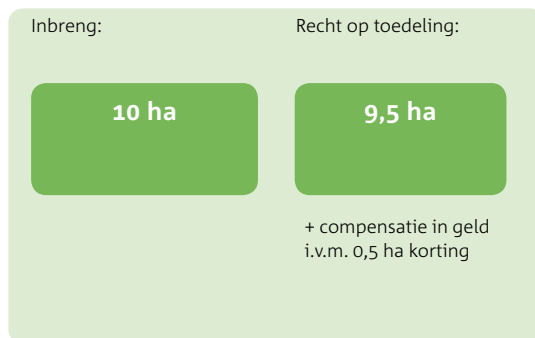 Inbreng:
Recht op toedeling:
10 ha
9,5 ha
+ compensatie in geld
i.v.m. 0,5 ha korting